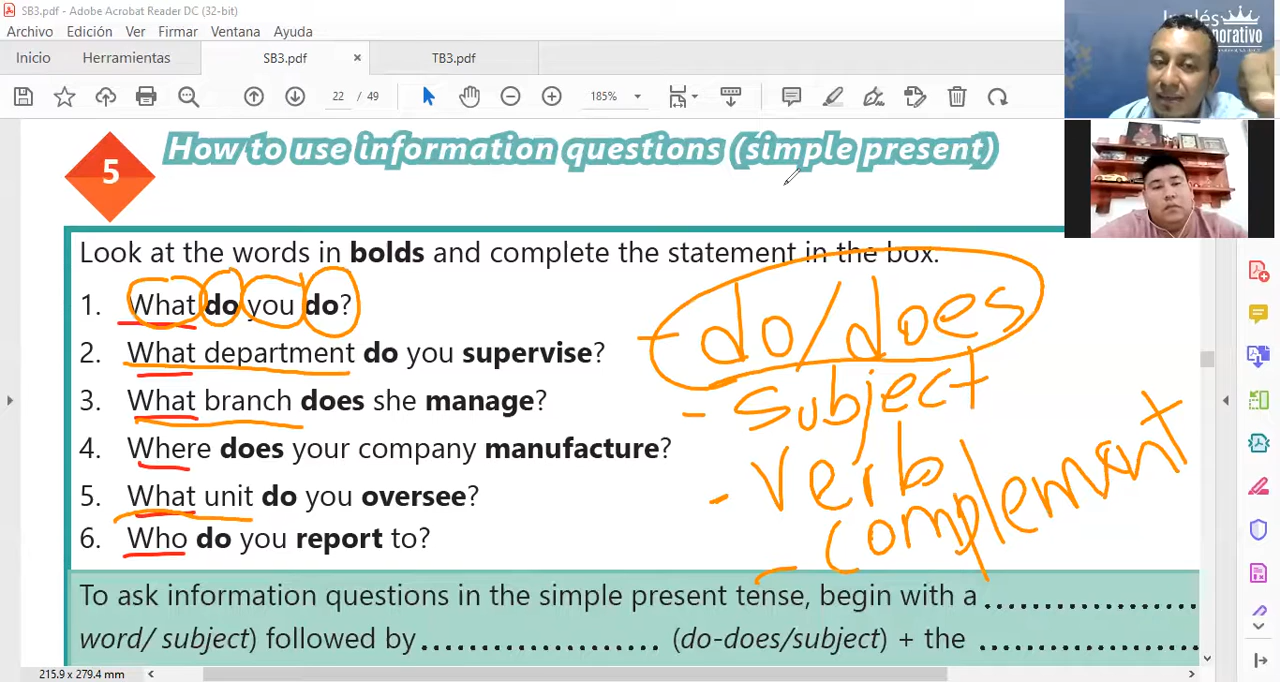 SB3.pdf - Adobe Acrobat Reader DC (32-bit)
Archivo Edición Ver Firmar Ventana Ayuda
Inicio Herramientas SB3.pdf × TB3.pdf
22 / 49 185%
Inglés
orporativo
5 How to use information questions (simple present)
Look at the words in bolds and complete the statement in the box.
1. What do you do?
2. What department do you supervise?
3. What branch does she manage?
4. Where does your company manufacture?
5. What unit do you oversee?
6. Who do you report to?
- do/does
- subject
- verb
- complement
To ask information questions in the simple present tense, begin with a ....................
word/ subject) followed by ...................... (do-does/subject) + the ....................
215.9 x 279.4 mm